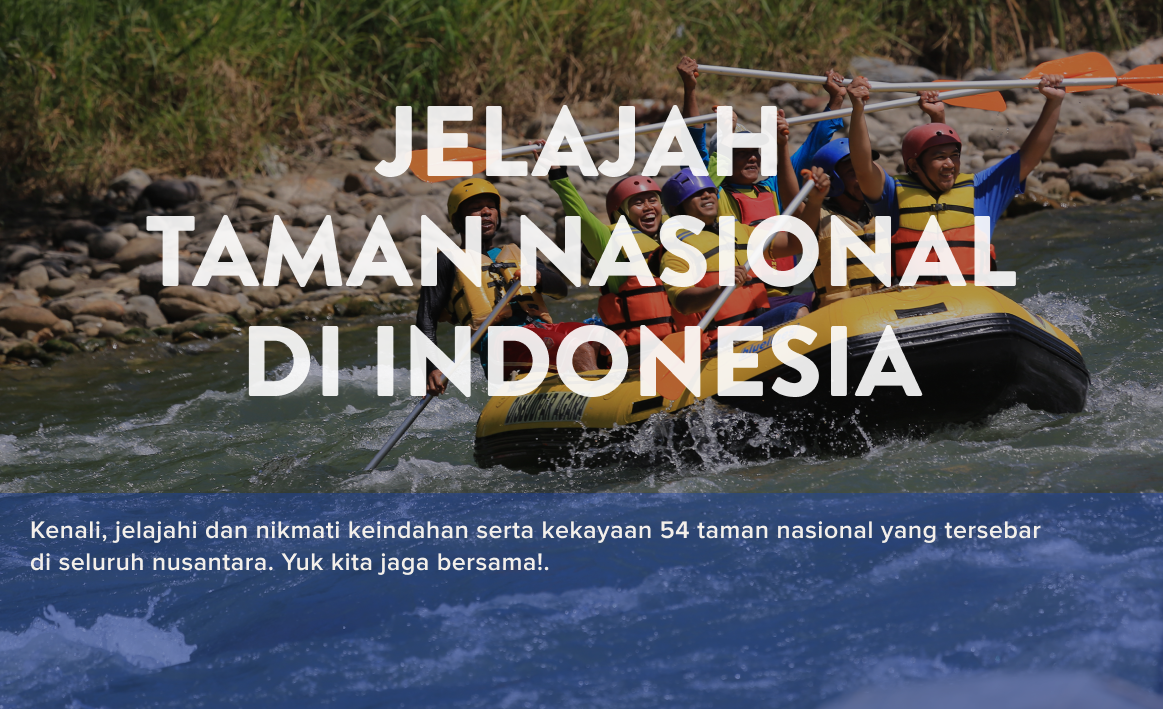 JELAJAH
TAMAN NASIONAL
DI INDONESIA
Kenali, jelajahi dan nikmati keindahan serta kekayaan 54 taman nasional yang tersebar
di seluruh nusantara. Yuk kita jaga bersama!.